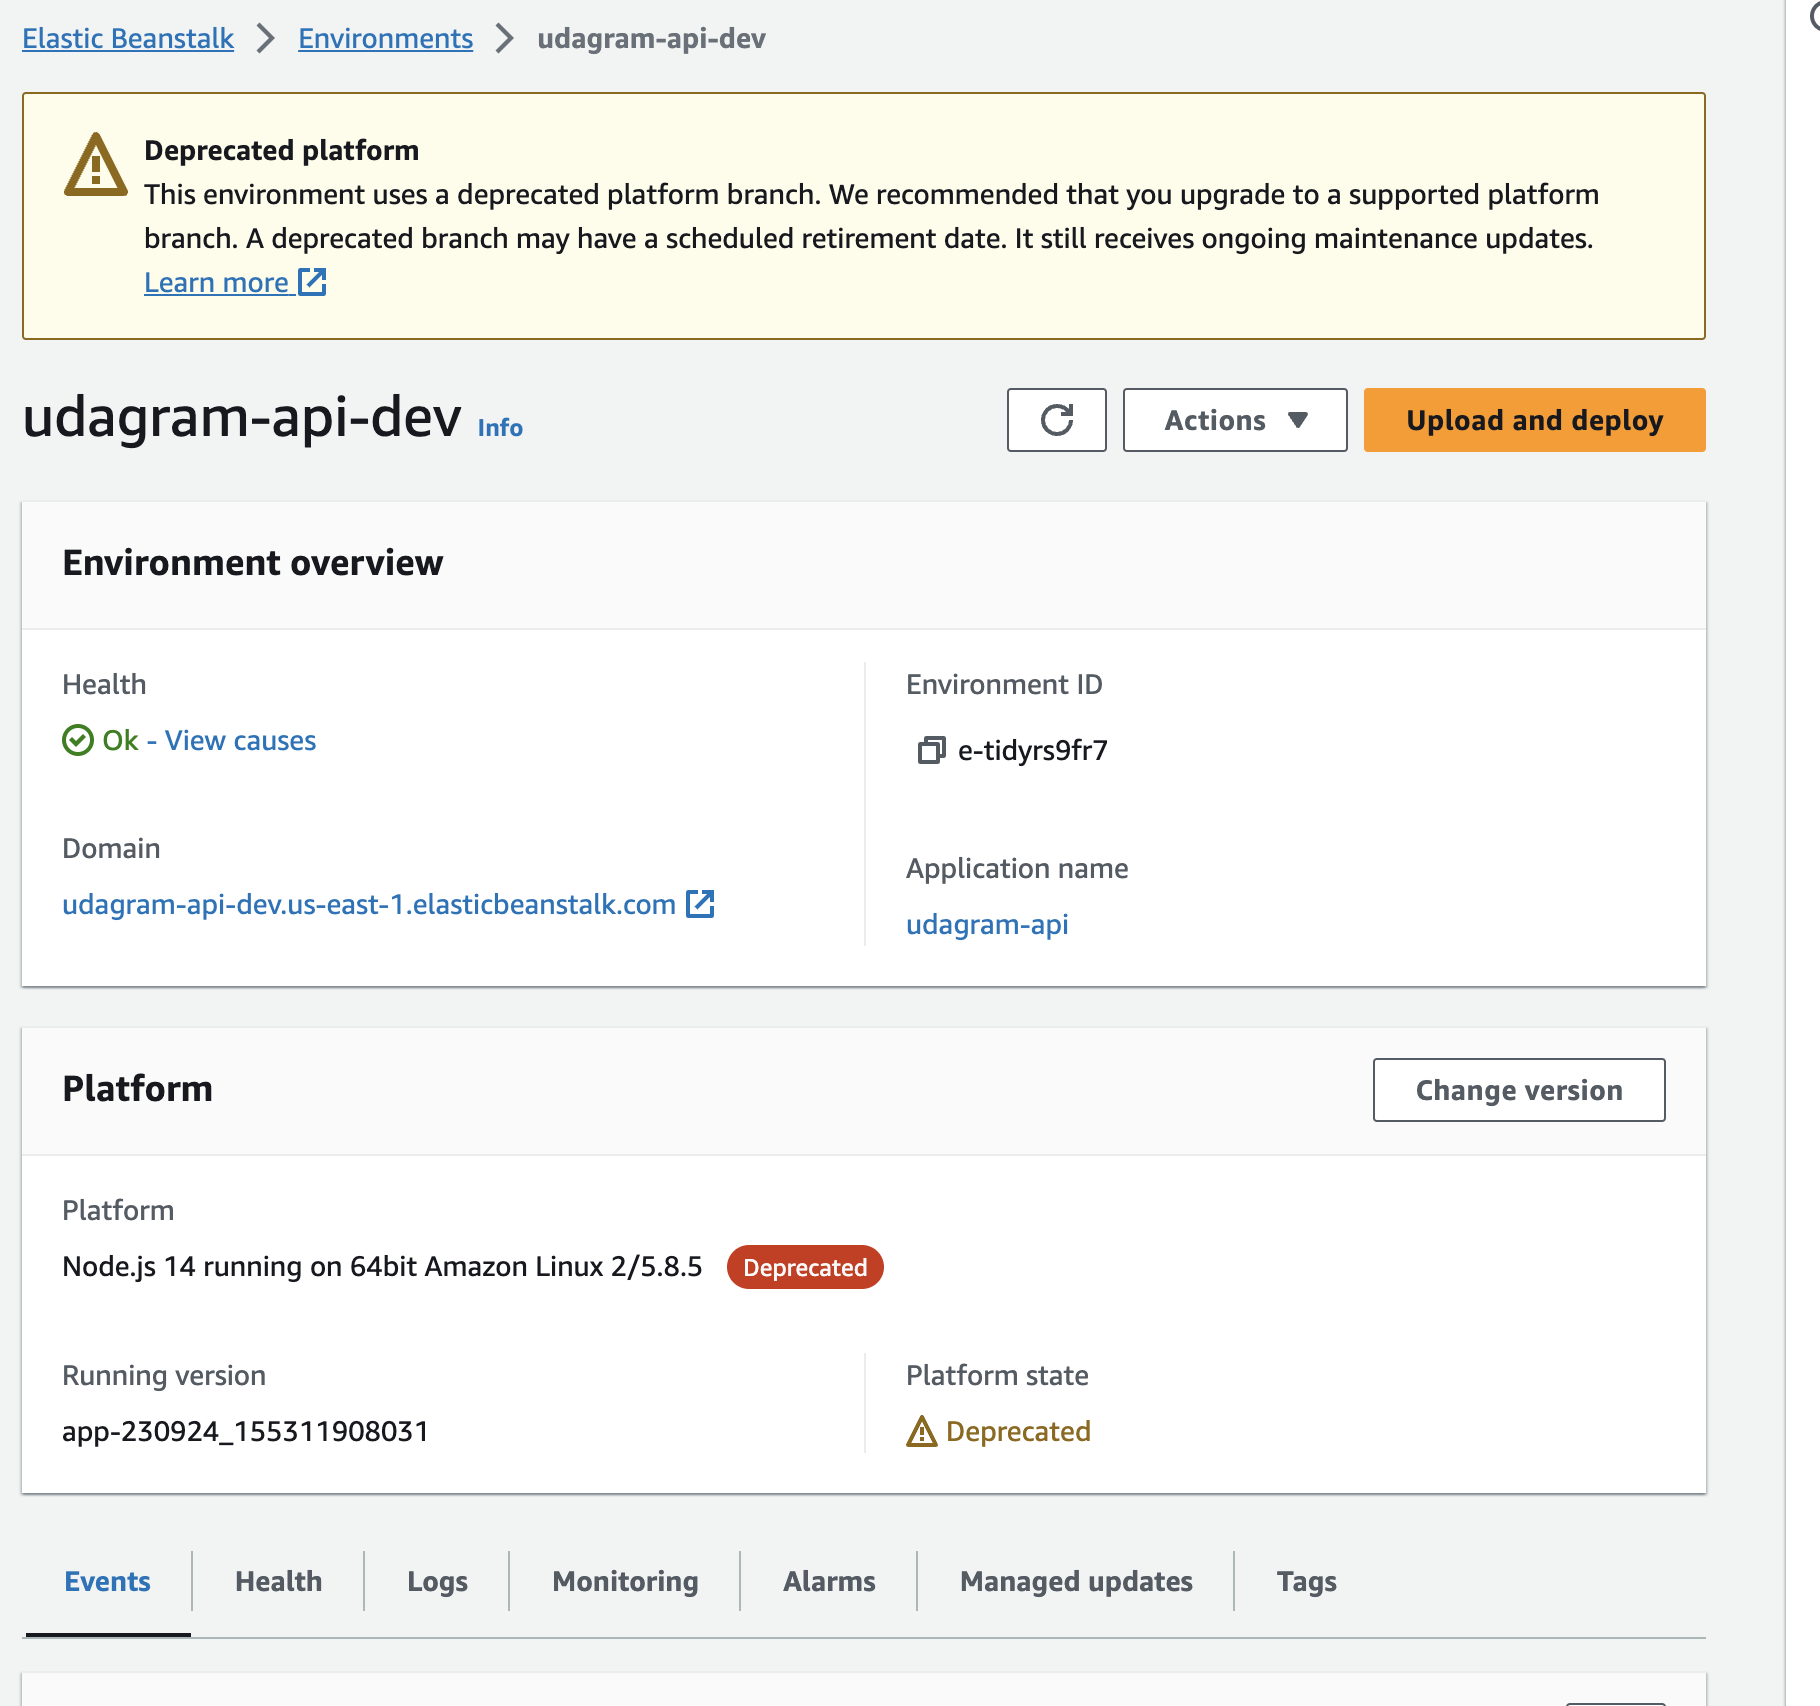 Elastic Beanstalk > Environments > udagram-api-dev
Deprecated platform
This environment uses a deprecated platform branch. We recommended that you upgrade to a supported platform
branch. A deprecated branch may have a scheduled retirement date. It still receives ongoing maintenance updates.
Learn more
udagram-api-dev Info
Actions
Upload and deploy
Environment overview
Health
Ok - View causes
Environment ID
e-tidyrs9fr7
Domain
udagram-api-dev.us-east-1.elasticbeanstalk.com
Application name
udagram-api
Platform
Change version
Platform
Node.js 14 running on 64bit Amazon Linux 2/5.8.5 Deprecated
Running version
app-230924_155311908031
Platform state
Deprecated
Events Health Logs Monitoring Alarms Managed updates Tags